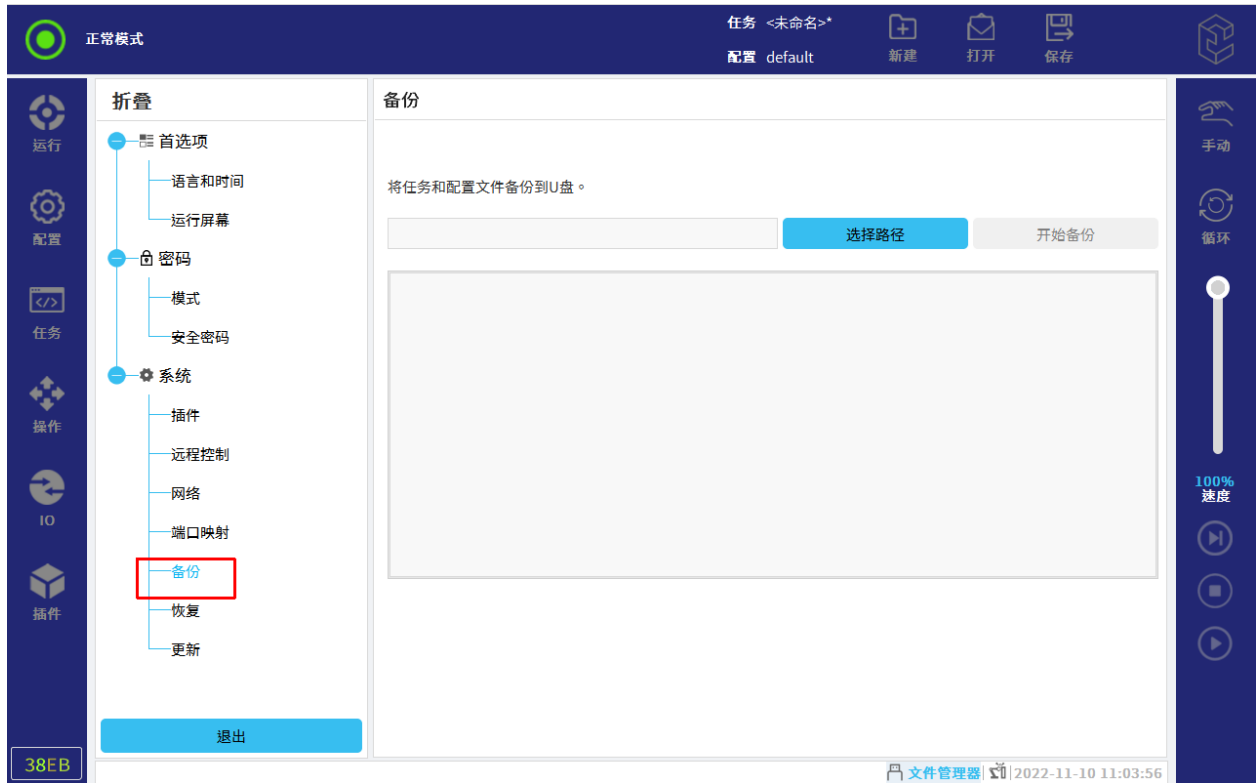 正常模式
任务 <未命名>*
配置 default
新建
打开
保存
运行
配置
任务
操作
IO
插件
38EB
折叠
首选项
语言和时间
运行屏幕
密码
模式
安全密码
系统
插件
远程控制
网络
端口映射
备份
恢复
更新
退出
备份
将任务和配置文件备份到U盘。
选择路径
开始备份
手动
循环
100%
速度
文件管理器
2022-11-10 11:03:56